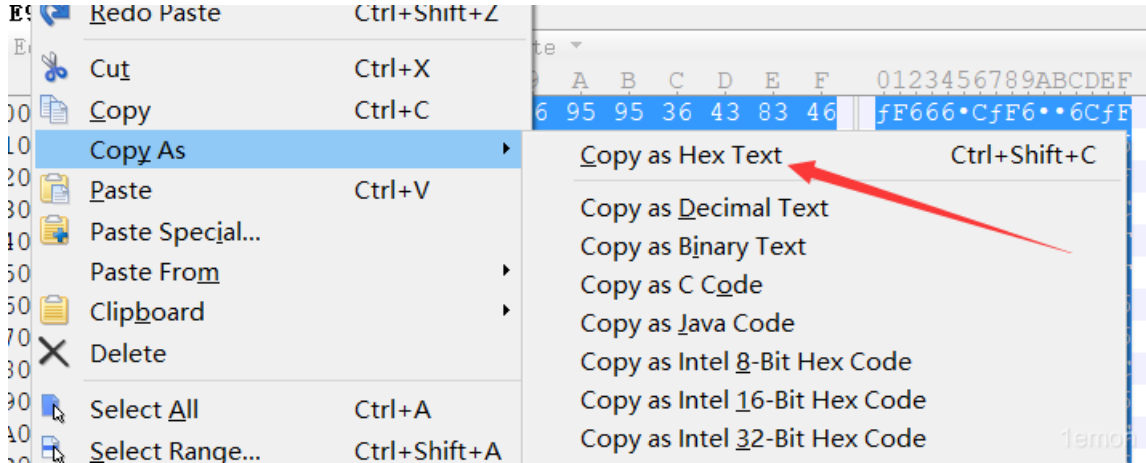 Redo Paste Ctrl+Shift+Z
Cut Ctrl+X
A B C D E F 0123456789ABCDEF
Copy Ctrl+C
6 95 95 36 43 83 46 ƒF666•CƒF6••6CƒF
Copy As
Copy as Hex Text Ctrl+Shift+C
Paste Ctrl+V
Copy as Decimal Text
Paste Special...
Copy as Binary Text
Paste From
Copy as C Code
Clipboard
Copy as Java Code
Delete
Copy as Intel 8-Bit Hex Code
Select All Ctrl+A
Copy as Intel 16-Bit Hex Code
Select Range... Ctrl+Shift+A
Copy as Intel 32-Bit Hex Code
1emon